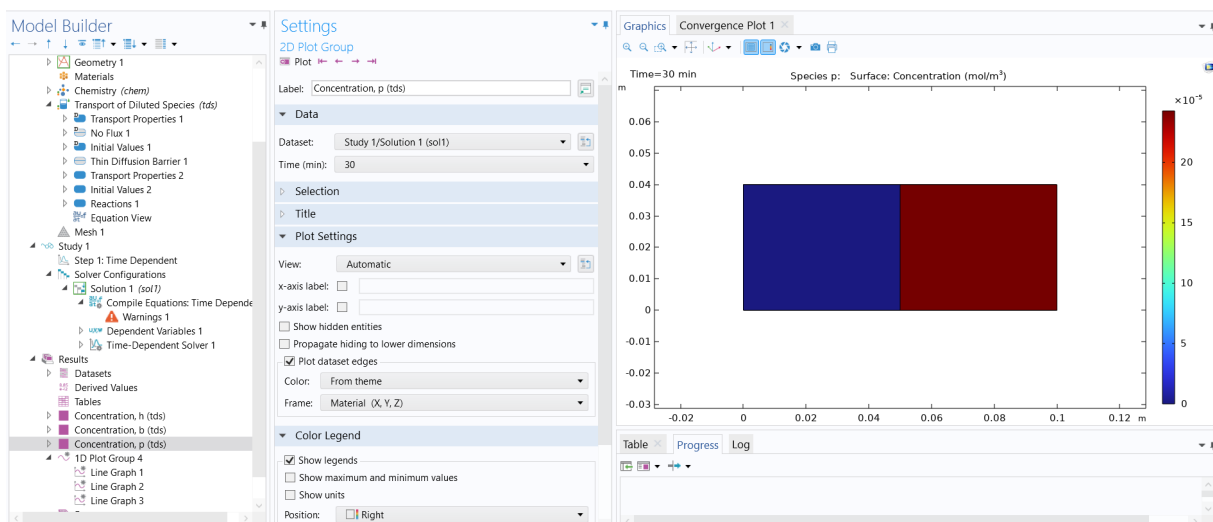 Model Builder
Geometry 1
Materials
Chemistry (chem)
Transport of Diluted Species (tds)
Transport Properties 1
No Flux 1
Initial Values 1
Thin Diffusion Barrier 1
Transport Properties 2
Initial Values 2
Reactions 1
Equation View
Mesh 1
Study 1
Step 1: Time Dependent
Solver Configurations
Solution 1 (sol1)
Compile Equations: Time Depende
Warnings 1
Dependent Variables 1
Time-Dependent Solver 1
Results
Datasets
Derived Values
Tables
Concentration, h (tds)
Concentration, b (tds)
Concentration, p (tds)
1D Plot Group 4
Line Graph 1
Line Graph 2
Line Graph 3
Settings
2D Plot Group
Plot
Label: Concentration, p (tds)
Data
Dataset: Study 1/Solution 1 (sol1)
Time (min): 30
Selection
Title
Plot Settings
View: Automatic
x-axis label:
y-axis label:
Show hidden entities
Propagate hiding to lower dimensions
Plot dataset edges
Color: From theme
Frame: Material (X, Y, Z)
Color Legend
Show legends
Show maximum and minimum values
Show units
Position: Right
Graphics Convergence Plot 1
Time=30 min Species p: Surface: Concentration (mol/m³)
m
×10⁻⁵
0.06
0.05
0.04
0.03
0.02
0.01
0
-0.01
-0.02
-0.03
-0.02 0 0.02 0.04 0.06 0.08 0.1 0.12 m
20
15
10
5
0
Table Progress Log